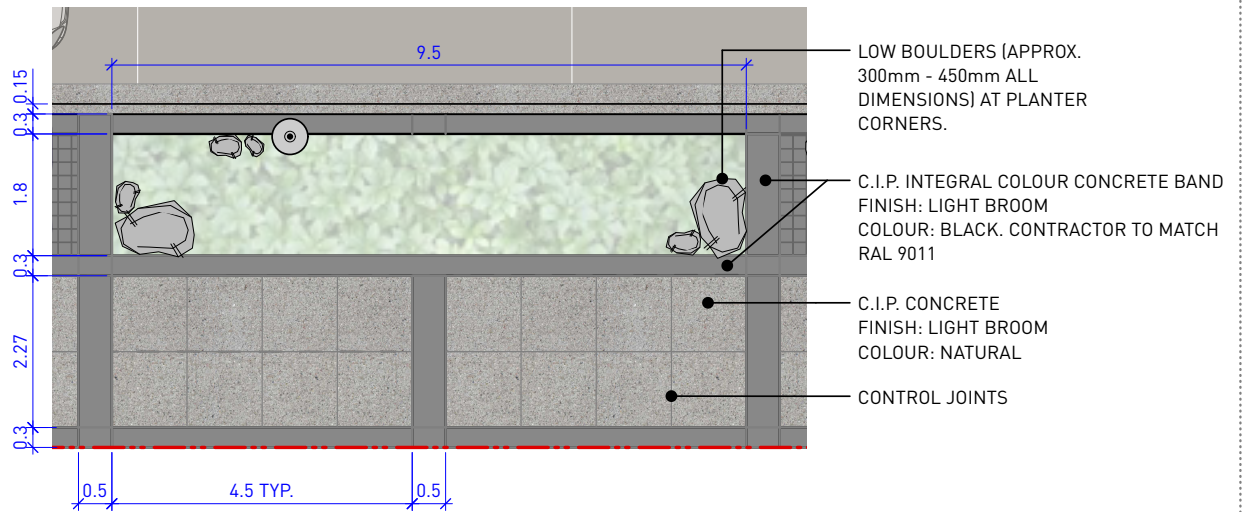 9.5
0.15
0.3
1.8
0.3
2.27
0.3
0.5
4.5 TYP.
0.5
LOW BOULDERS (APPROX.
300mm - 450mm ALL
DIMENSIONS) AT PLANTER
CORNERS.
C.I.P. INTEGRAL COLOUR CONCRETE BAND
FINISH: LIGHT BROOM
COLOUR: BLACK. CONTRACTOR TO MATCH
RAL 9011
C.I.P. CONCRETE
FINISH: LIGHT BROOM
COLOUR: NATURAL
CONTROL JOINTS